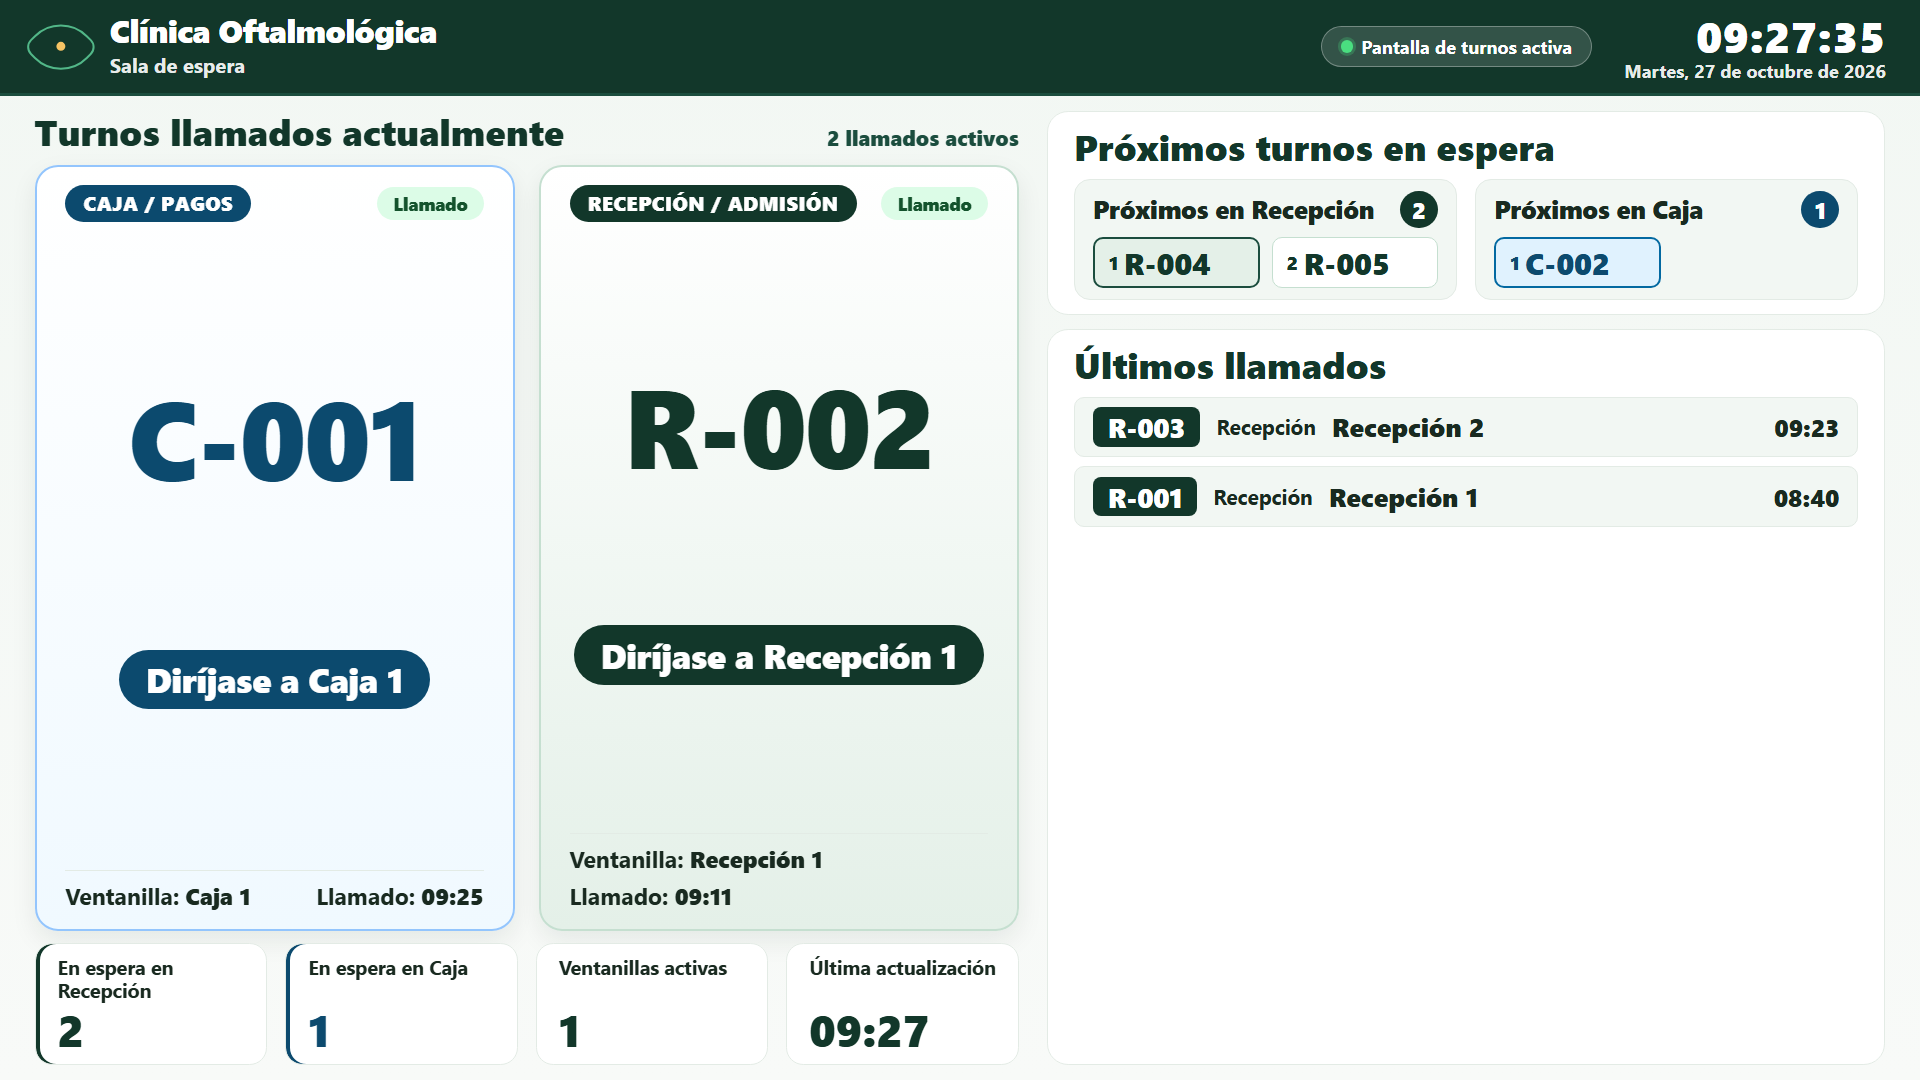 Clínica Oftalmológica
Sala de espera
Pantalla de turnos activa
09:27:35
Martes, 27 de octubre de 2026
Turnos llamados actualmente
2 llamados activos
CAJA / PAGOS
Llamado
C-001
Diríjase a Caja 1
Ventanilla: Caja 1
Llamado: 09:25
RECEPCIÓN / ADMISIÓN
Llamado
R-002
Diríjase a Recepción 1
Ventanilla: Recepción 1
Llamado: 09:11
En espera en
Recepción
2
En espera en Caja
1
Ventanillas activas
1
Última actualización
09:27
Próximos turnos en espera
Próximos en Recepción
2
1 R-004
2 R-005
Próximos en Caja
1
1 C-002
Últimos llamados
R-003 Recepción Recepción 2 09:23
R-001 Recepción Recepción 1 08:40